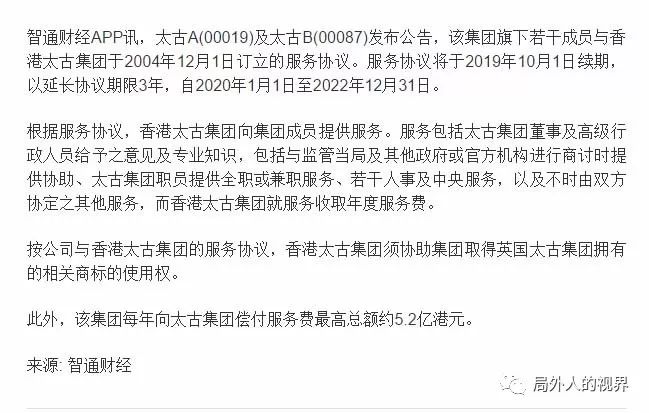 智通财经APP讯，太古A(00019)及太古B(00087)发布公告，该集团旗下若干成员与香
港太古集团于2004年12月1日订立的服务协议。服务协议将于2019年10月1日续期，
以延长协议期限3年，自2020年1月1日至2022年12月31日。
根据服务协议，香港太古集团向集团成员提供服务。服务包括太古集团董事及高级行
政人员给予之意见及专业知识，包括与监管当局及其他政府或官方机构进行商讨时提
供协助、太古集团职员提供全职或兼职服务、若干人事及中央服务，以及不时由双方
协定之其他服务，而香港太古集团就服务收取年度服务费。
按公司与香港太古集团的服务协议，香港太古集团须协助集团取得英国太古集团拥有
的相关商标的使用权。
此外，该集团每年向太古集团偿付服务费最高总额约5.2亿港元。
来源: 智通财经
局外人的视界